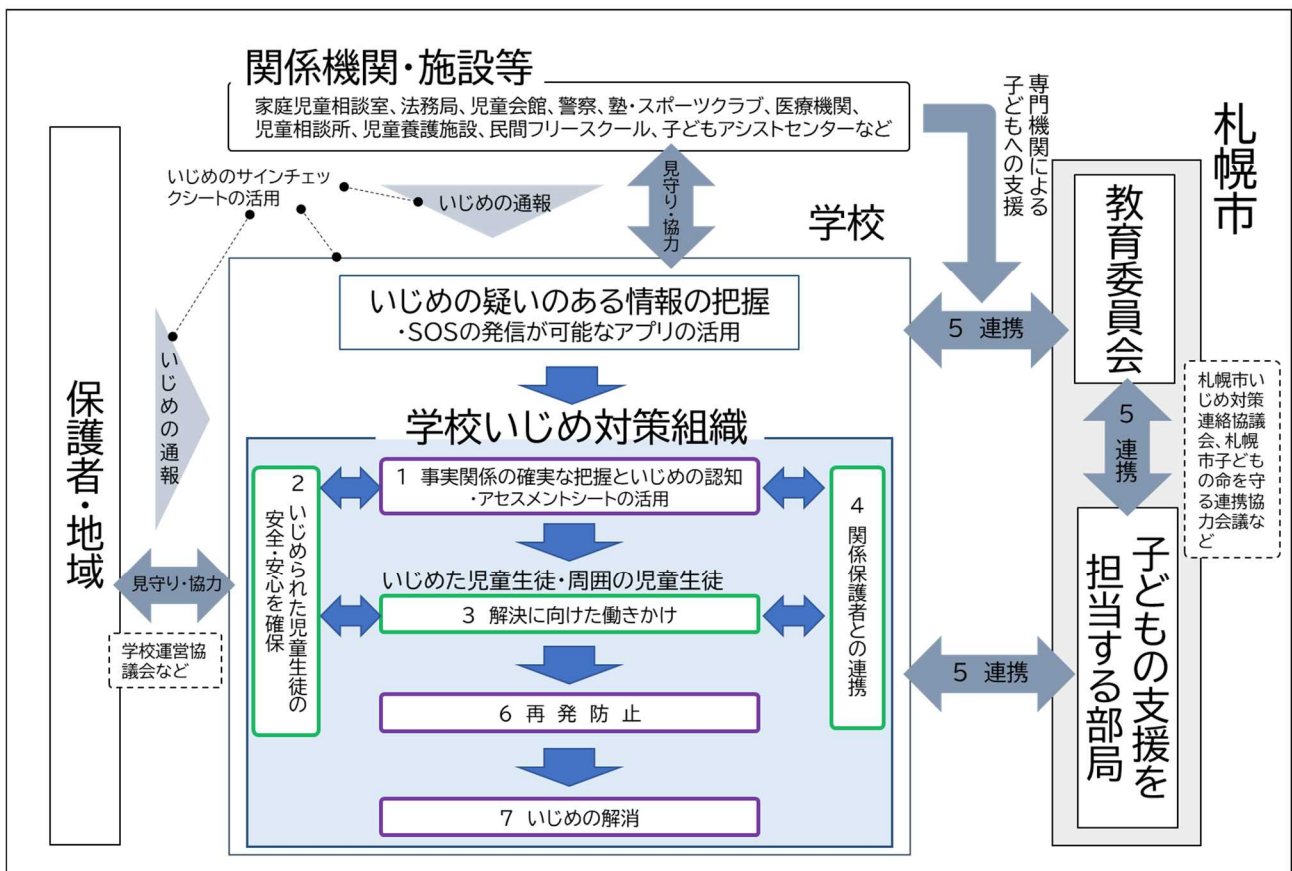 関係機関・施設等
家庭児童相談室、法務局、児童会館、警察、塾・スポーツクラブ、医療機関、
児童相談所、児童養護施設、民間フリースクール、子どもアシストセンターなど
専門機関による
子どもへの支援
札幌市
いじめのサインチェッ
クシートの活用
いじめの通報
見守り・協力
学校
教育委員会
いじめの疑いのある情報の把握
・SOSの発信が可能なアプリの活用
5 連携
いじめの通報
保護者・地域
5 連携
札幌市い
じめ対策
連絡協議
会、札幌
市子ども
の命を守
る連携協
力会議な
ど
学校いじめ対策組織
1 事実関係の確実な把握といじめの認知
・アセスメントシートの活用
2 いじめられた児童生徒の
安全・安心を確保
4 関係保護者との連携
いじめた児童生徒・周囲の児童生徒
3 解決に向けた働きかけ
見守り・協力
学校運営協
議会など
子どもの支援を
担当する部局
5 連携
6 再 発 防 止
7 いじめの解消